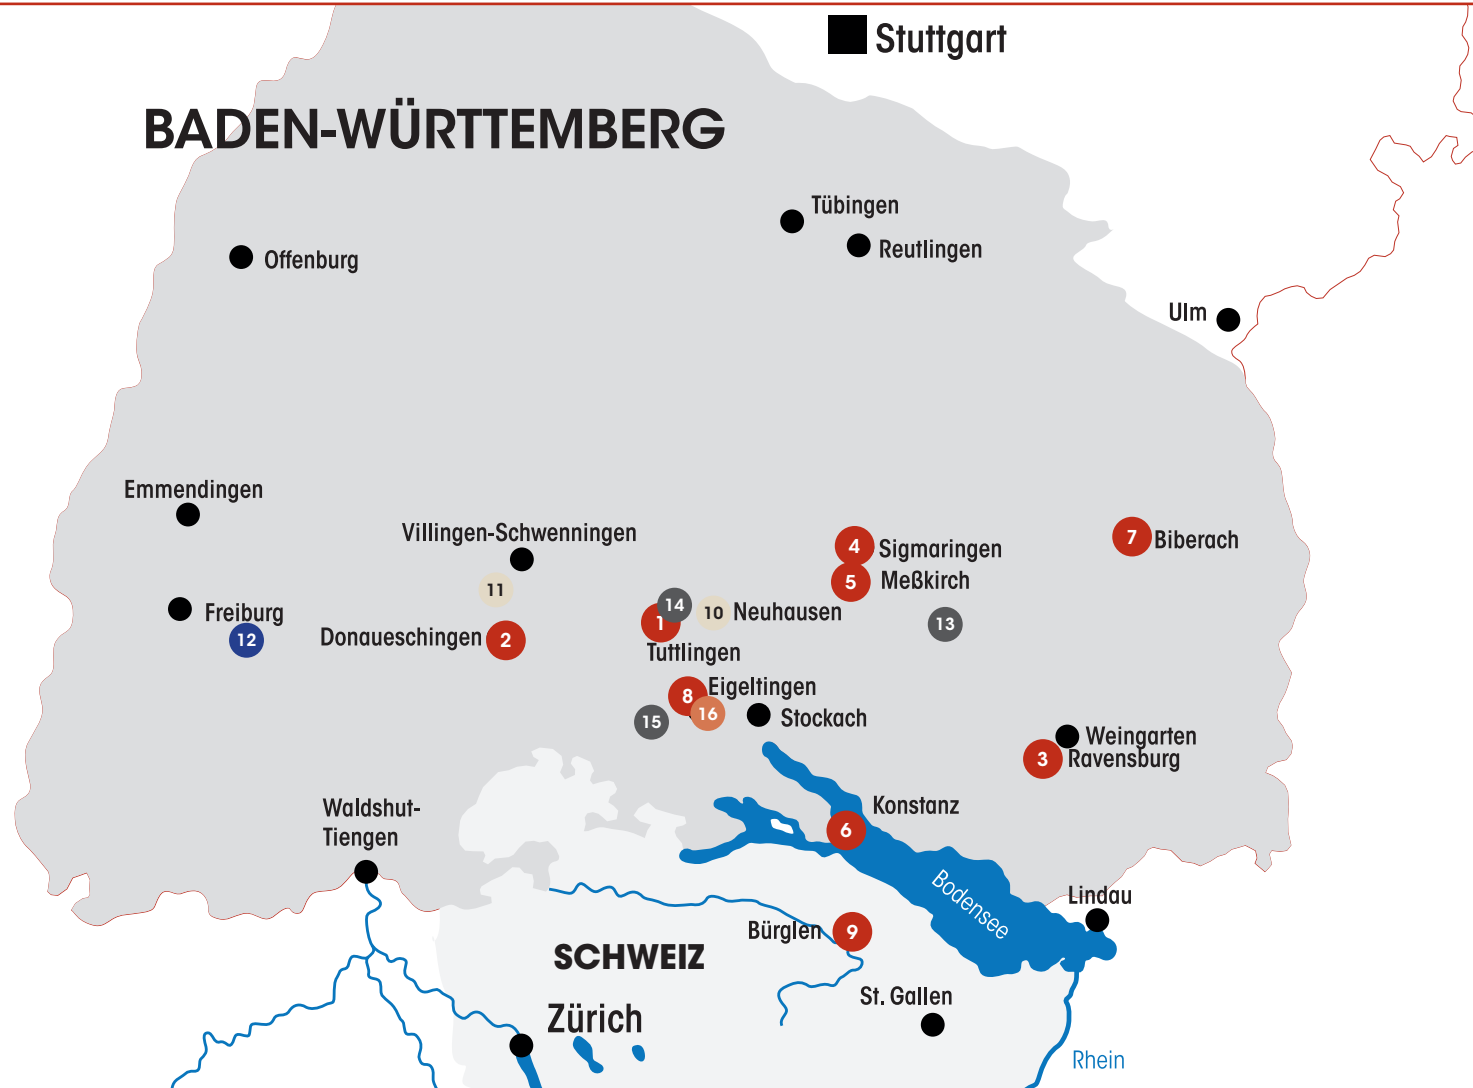 Stuttgart
BADEN-WÜRTTEMBERG
Tübingen
Reutlingen
Offenburg
Ulm
Emmendingen
Villingen-Schwenningen
4 Sigmaringen
7 Biberach
5 Meßkirch
11
Freiburg
12
Donaueschingen 2
14
1
10 Neuhausen
13
Tuttlingen
8 Eigeltingen
16
15
Stockach
Weingarten
3 Ravensburg
Waldshut-
Tiengen
Konstanz
6
Bodensee
Lindau
Bürglen 9
SCHWEIZ
St. Gallen
Zürich
Rhein